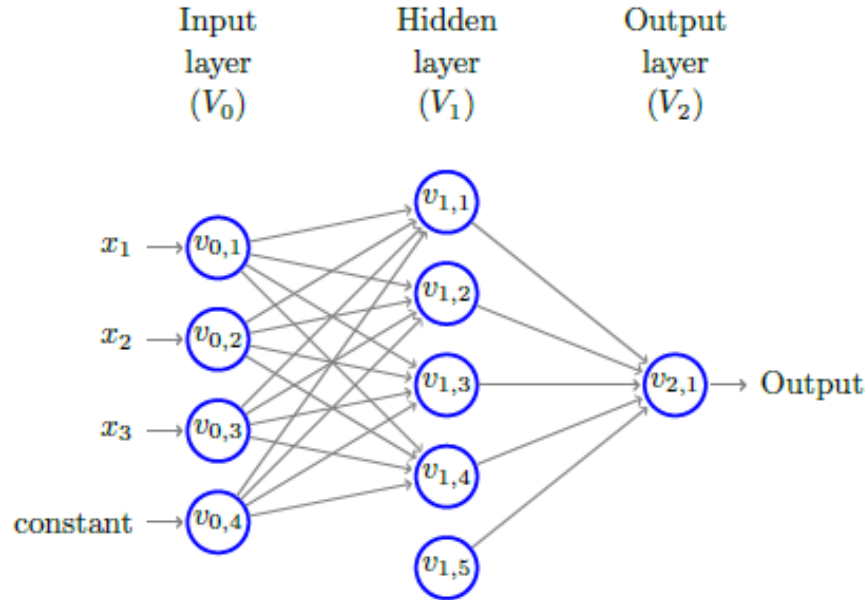 Input Hidden Output
layer layer layer
(V₀) (V₁) (V₂)
v₁,₁
x₁ v₀,₁
v₁,₂
x₂ v₀,₂
v₁,₃ v₂,₁ Output
x₃ v₀,₃
v₁,₄
constant v₀,₄
v₁,₅